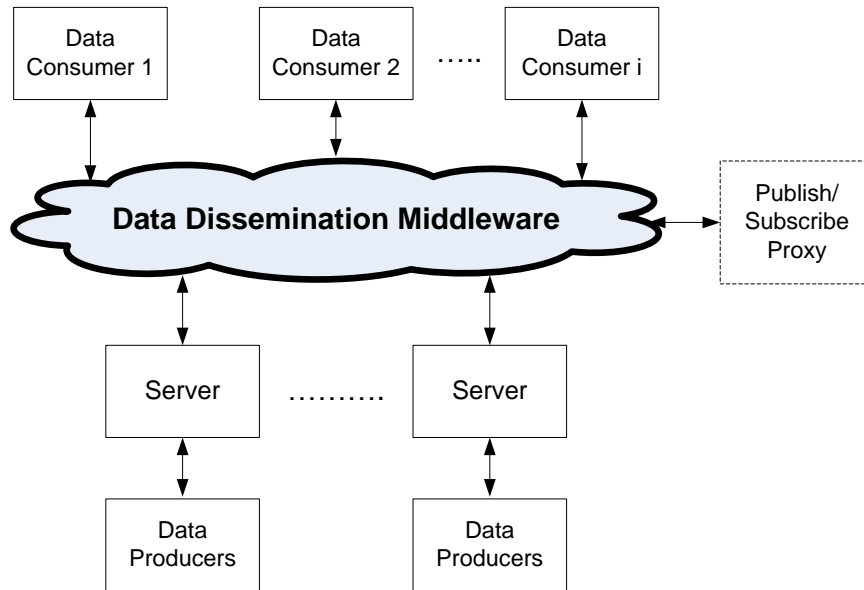 Data
Consumer 1
Data
Consumer 2
.....
Data
Consumer i
Data Dissemination Middleware
Publish/
Subscribe
Proxy
Server
..........
Server
Data
Producers
Data
Producers